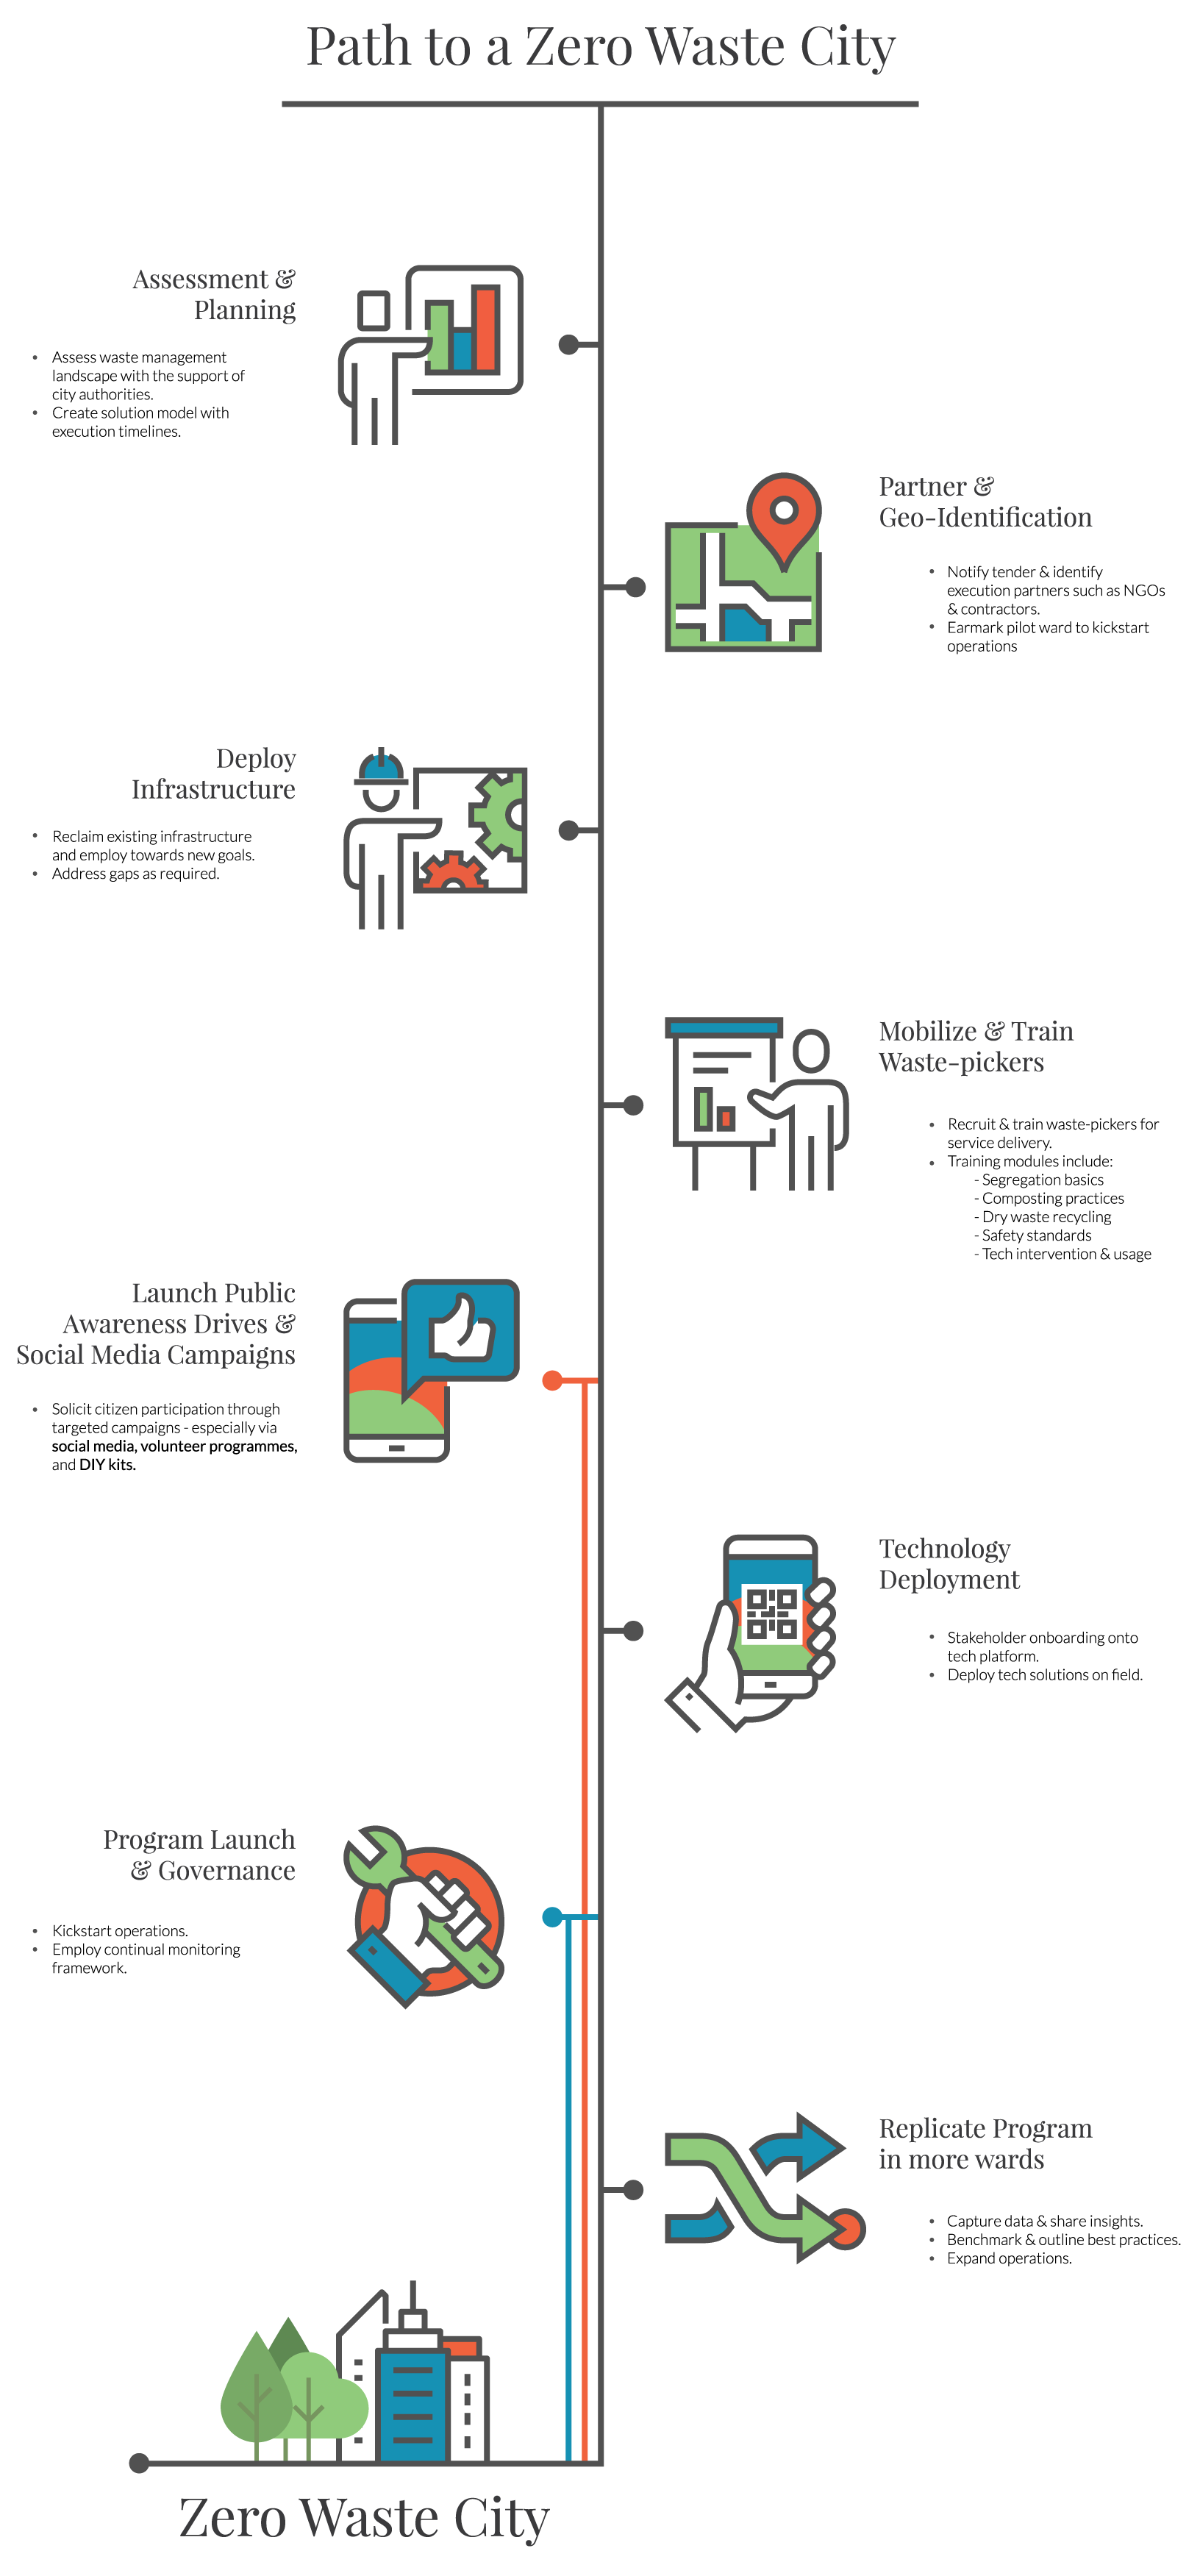 Path to a Zero Waste City
Assessment &
Planning
• Assess waste management
landscape with the support of
city authorities.
• Create solution model with
execution timelines.
Partner &
Geo-Identification
• Notify tender & identify
execution partners such as NGOs
& contractors.
• Earmark pilot ward to kickstart
operations
Deploy
Infrastructure
• Reclaim existing infrastructure
and employ towards new goals.
• Address gaps as required.
Mobilize & Train
Waste-pickers
• Recruit & train waste-pickers for
service delivery.
• Training modules include:
- Segregation basics
- Composting practices
- Dry waste recycling
- Safety standards
- Tech intervention & usage
Launch Public
Awareness Drives &
Social Media Campaigns
• Solicit citizen participation through
targeted campaigns - especially via
social media, volunteer programmes,
and DIY kits.
Technology
Deployment
• Stakeholder onboarding onto
tech platform.
• Deploy tech solutions on field.
Program Launch
& Governance
• Kickstart operations.
• Employ continual monitoring
framework.
Replicate Program
in more wards
• Capture data & share insights.
• Benchmark & outline best practices.
• Expand operations.
Zero Waste City